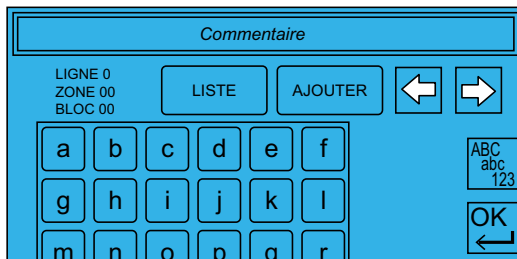 Commentaire
LIGNE 0
ZONE 00
BLOC 00
LISTE
AJOUTER
a b c d e f
g h i j k l
m n o p q r
ABC
abc
123
OK